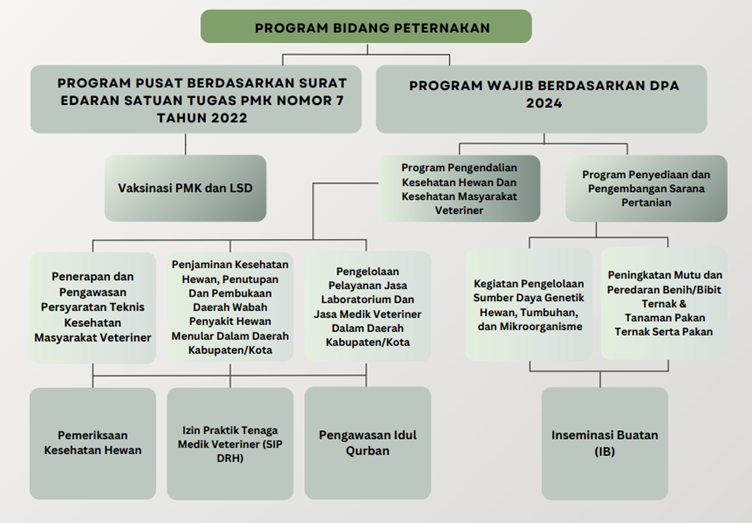 PROGRAM BIDANG PETERNAKAN
PROGRAM PUSAT BERDASARKAN SURAT
EDARAN SATUAN TUGAS PMK NOMOR 7
TAHUN 2022
PROGRAM WAJIB BERDASARKAN DPA
2024
Vaksinasi PMK dan LSD
Program Pengendalian
Kesehatan Hewan Dan
Kesehatan Masyarakat
Veteriner
Program Penyediaan dan
Pengembangan Sarana
Pertanian
Penerapan dan
Pengawasan
Persyaratan Teknis
Kesehatan
Masyarakat Veteriner
Penjaminan Kesehatan
Hewan, Penutupan
Dan Pembukaan
Daerah Wabah
Penyakit Hewan
Menular Dalam Daerah
Kabupaten/Kota
Pengelolaan
Pelayanan Jasa
Laboratorium Dan
Jasa Medik Veteriner
Dalam Daerah
Kabupaten/Kota
Kegiatan Pengelolaan
Sumber Daya Genetik
Hewan, Tumbuhan,
dan Mikroorganisme
Peningkatan Mutu dan
Peredaran Benih/Bibit
Ternak &
Tanaman Pakan
Ternak Serta Pakan
Pemeriksaan
Kesehatan Hewan
Izin Praktik Tenaga
Medik Veteriner (SIP
DRH)
Pengawasan Idul
Qurban
Inseminasi Buatan
(IB)